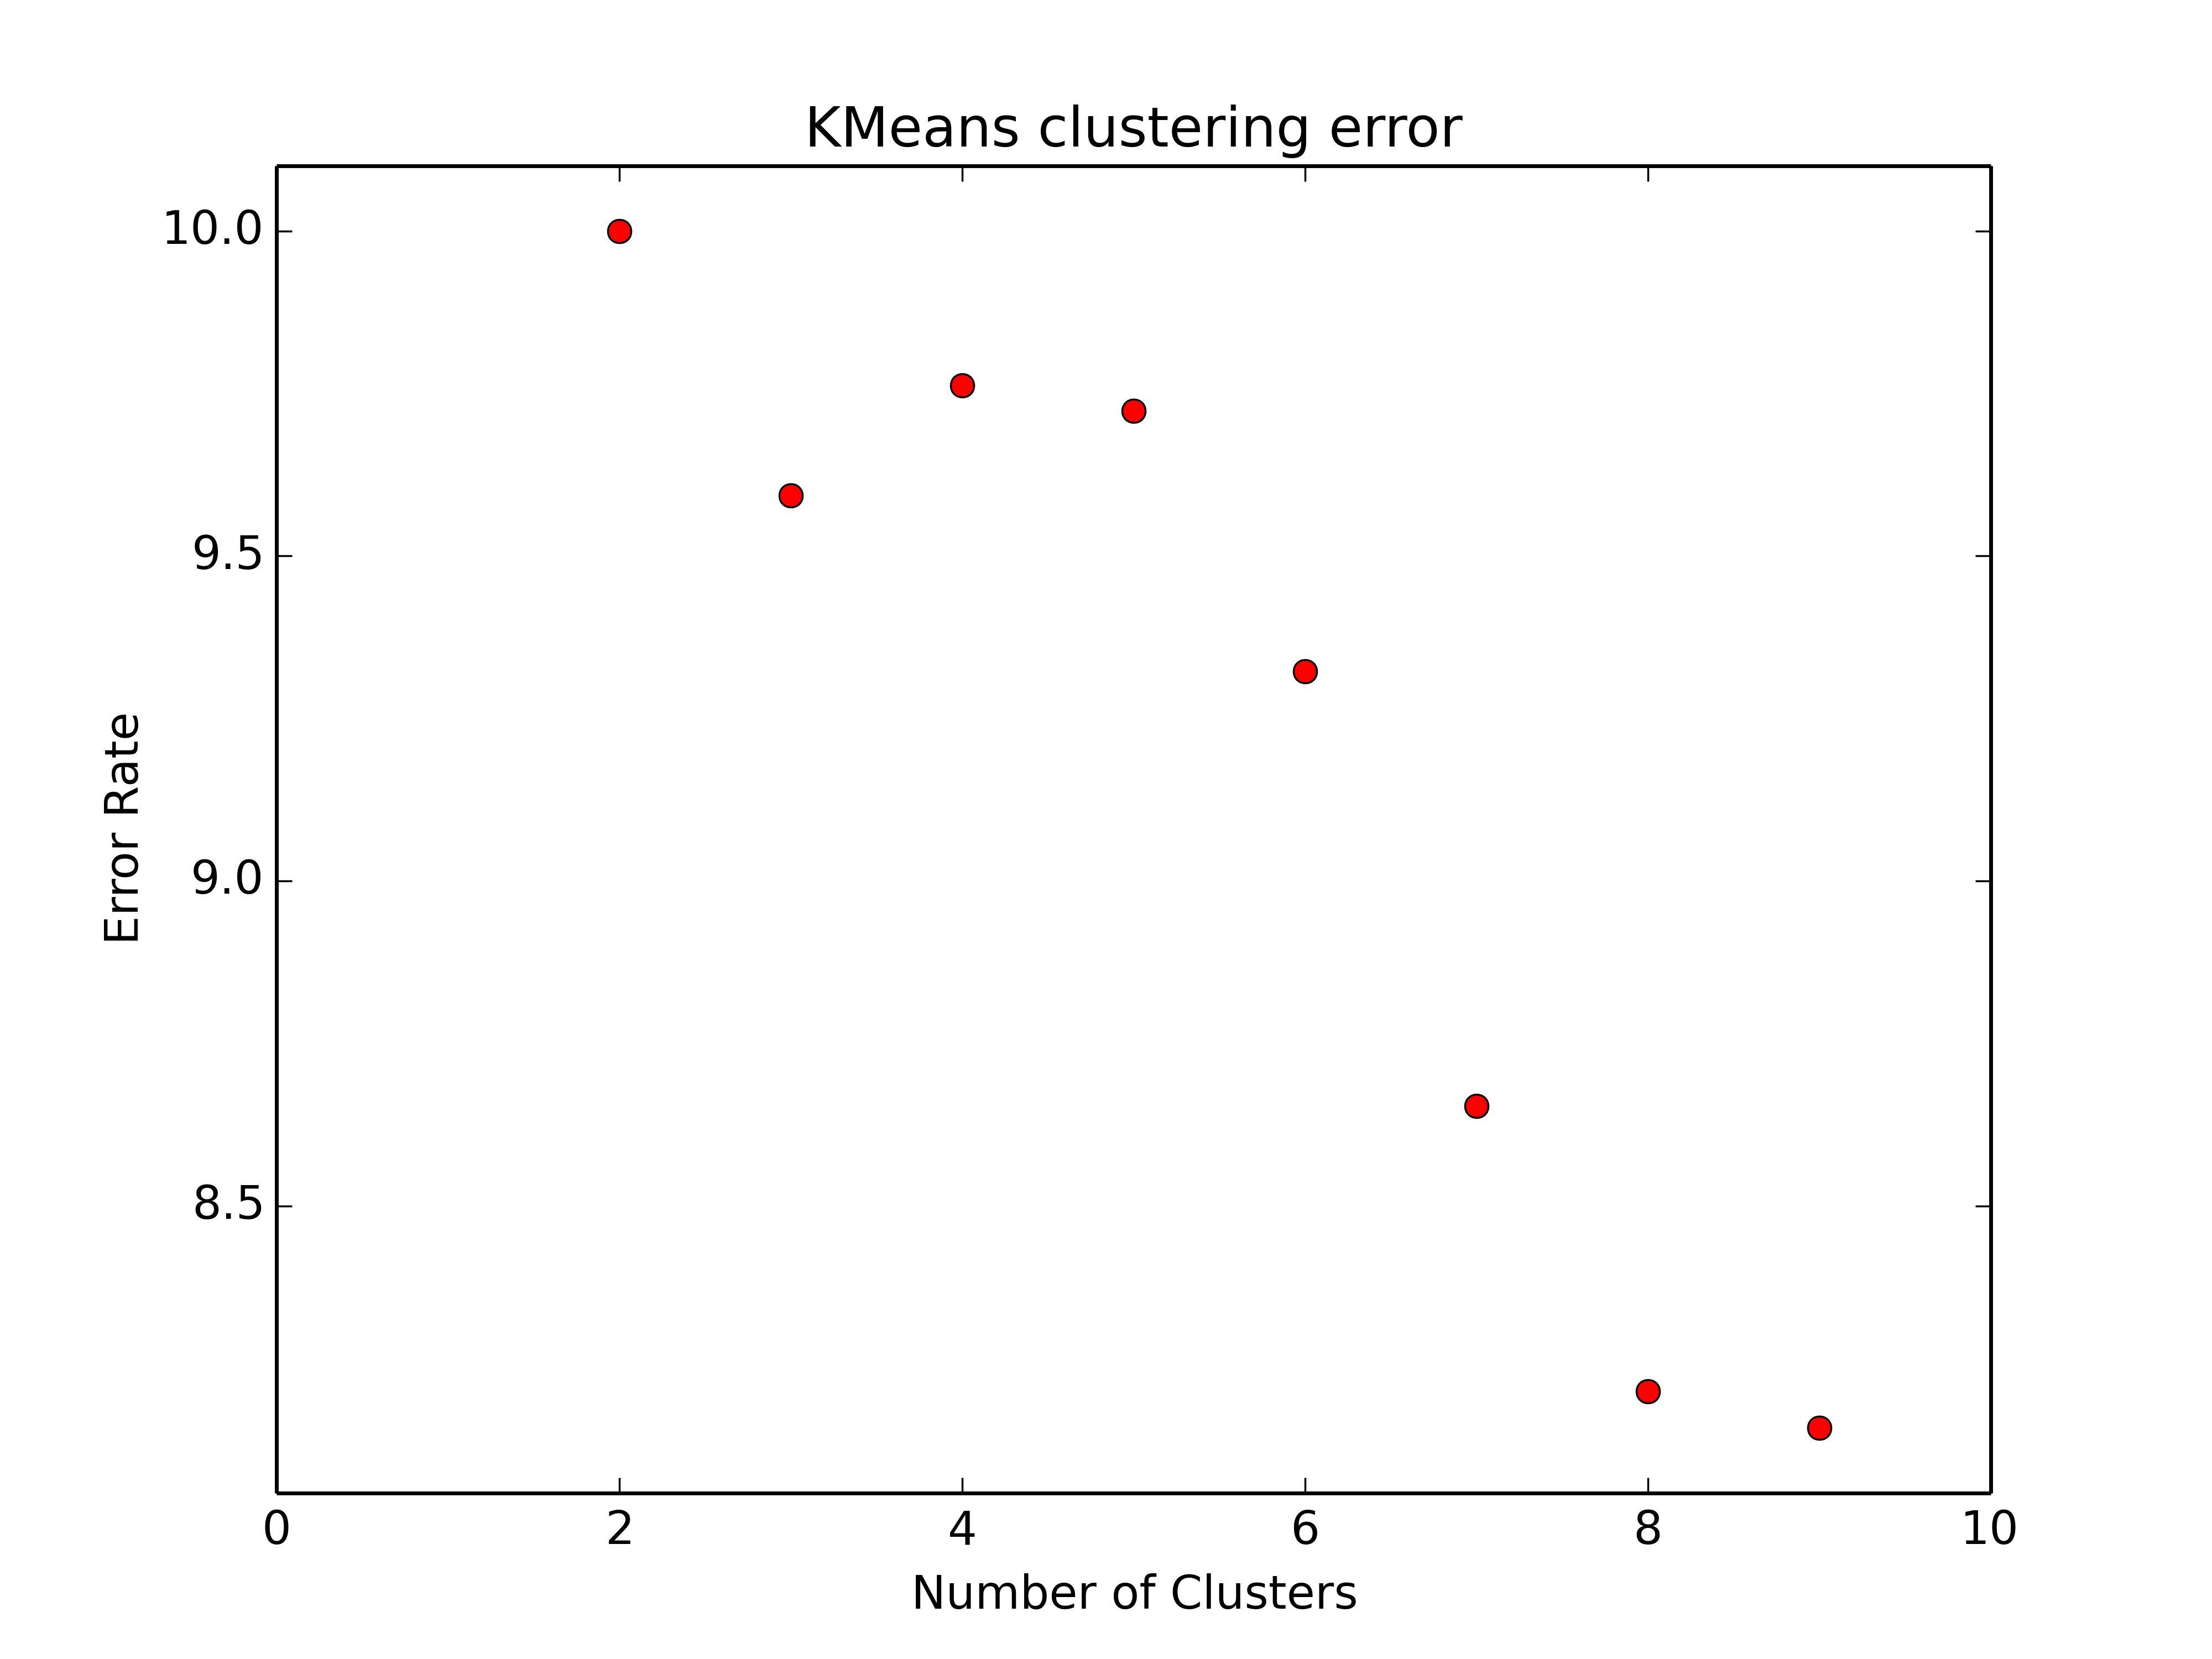 KMeans clustering error
10.0
9.5
9.0
8.5
Error Rate
0 2 4 6 8 10
Number of Clusters